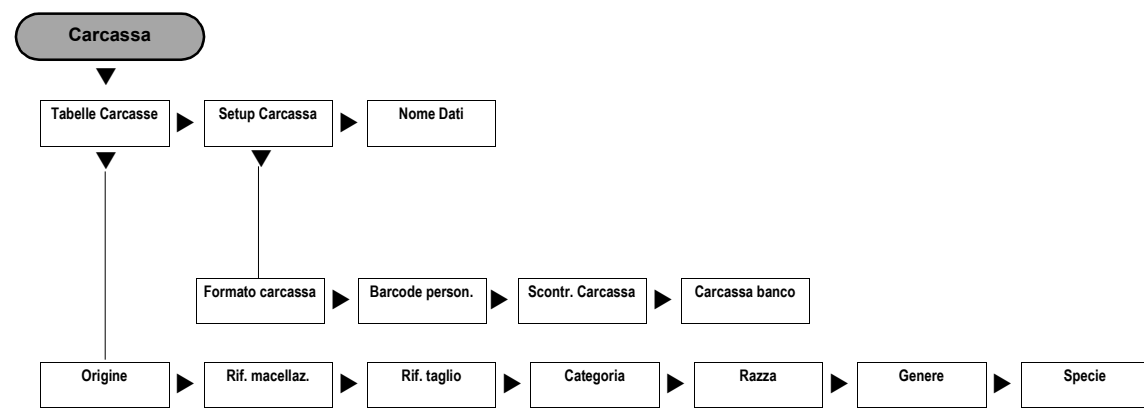 Carcassa
Tabelle Carcasse
Setup Carcassa
Nome Dati
Formato carcassa
Barcode person.
Scontr. Carcassa
Carcassa banco
Origine
Rif. macellaz.
Rif. taglio
Categoria
Razza
Genere
Specie